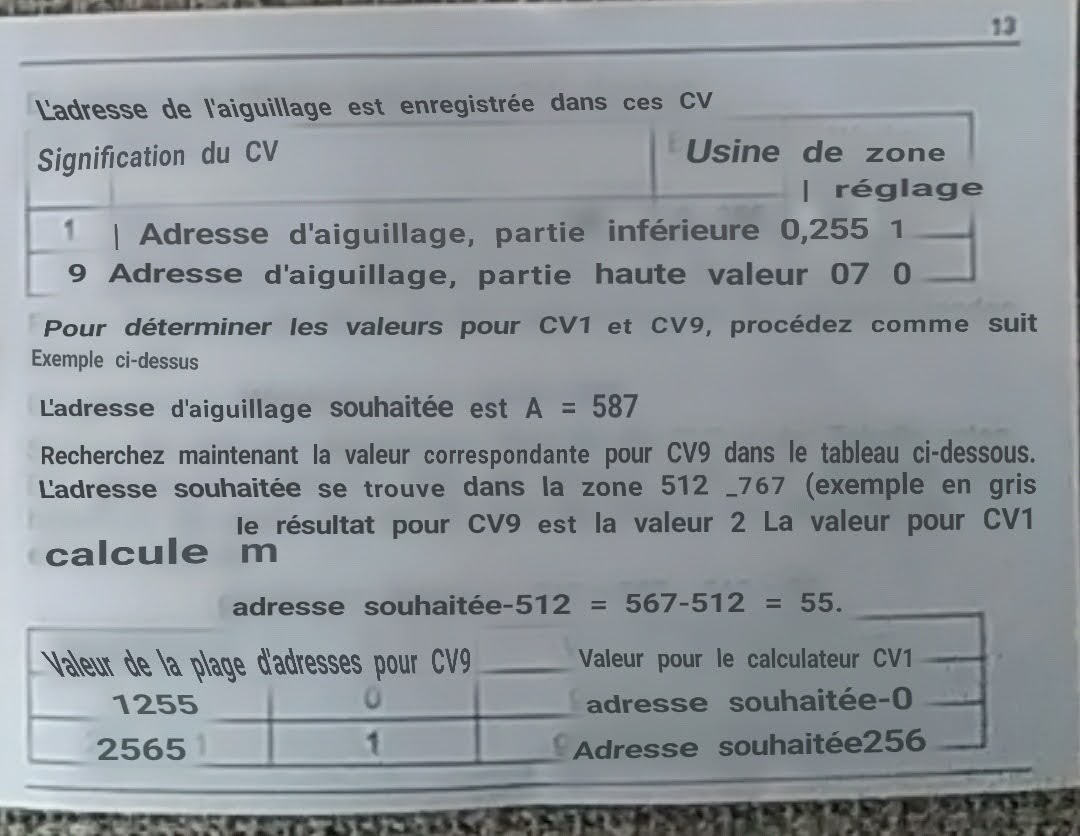 13
L'adresse de l'aiguillage est enregistrée dans ces CV
Signification du CV
Usine de zone
| réglage
1 | Adresse d'aiguillage, partie inférieure 0,255 1
9 Adresse d'aiguillage, partie haute valeur 07 0
Pour déterminer les valeurs pour CV1 et CV9, procédez comme suit
Exemple ci-dessus
L'adresse d'aiguillage souhaitée est A = 587
Recherchez maintenant la valeur correspondante pour CV9 dans le tableau ci-dessous.
L'adresse souhaitée se trouve dans la zone 512 _767 (exemple en gris
le résultat pour CV9 est la valeur 2 La valeur pour CV1
calcule m
adresse souhaitée-512 = 567-512 = 55.
Valeur de la plage d'adresses pour CV9 Valeur pour le calculateur CV1
1255 0 adresse souhaitée-0
2565 1 Adresse souhaitée256